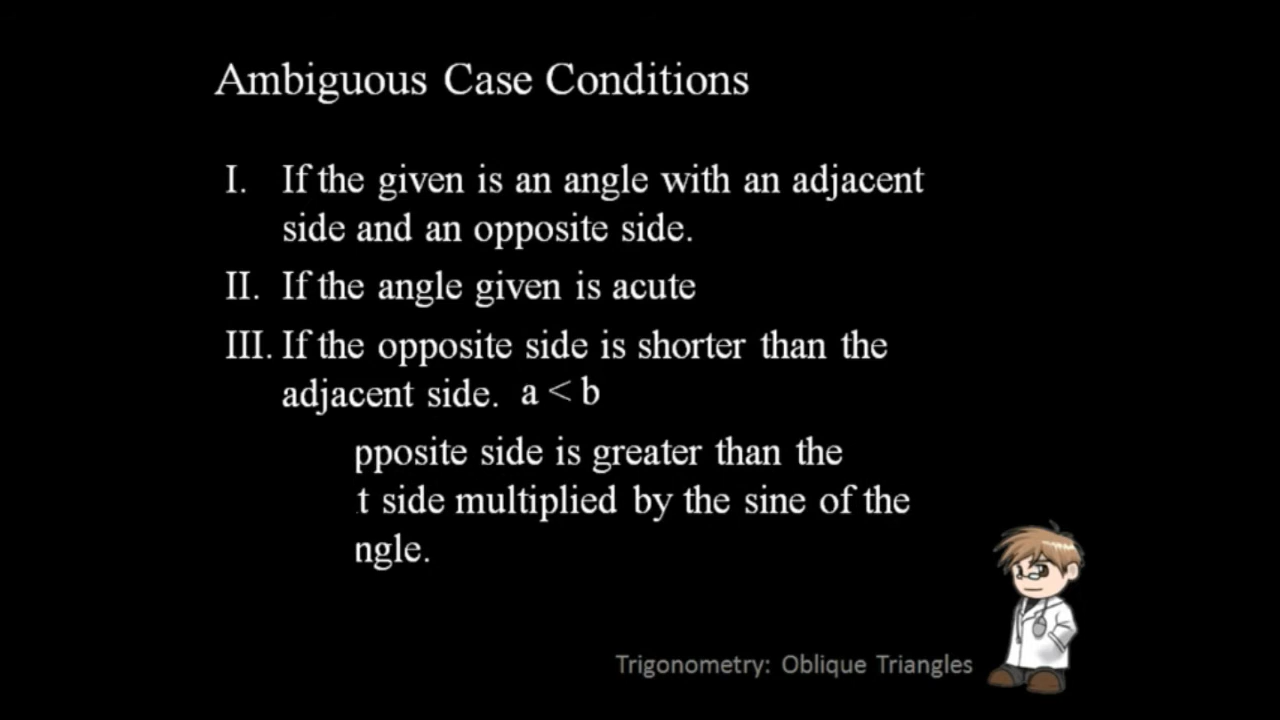 Ambiguous Case Conditions
I. If the given is an angle with an adjacent
side and an opposite side.
II. If the angle given is acute
III. If the opposite side is shorter than the
adjacent side. a < b
pposite side is greater than the
t side multiplied by the sine of the
ngle.
Trigonometry: Oblique Triangles